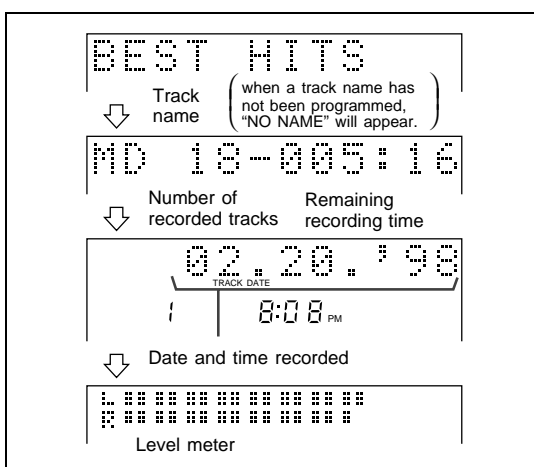 BEST HITS
Track name
(when a track name has
not been programmed,
“NO NAME” will appear.)
MD 18-005:16
Number of
recorded tracks
Remaining
recording time
02.20.’98
TRACK DATE
1 8:08 PM
Date and time recorded
L
R
Level meter